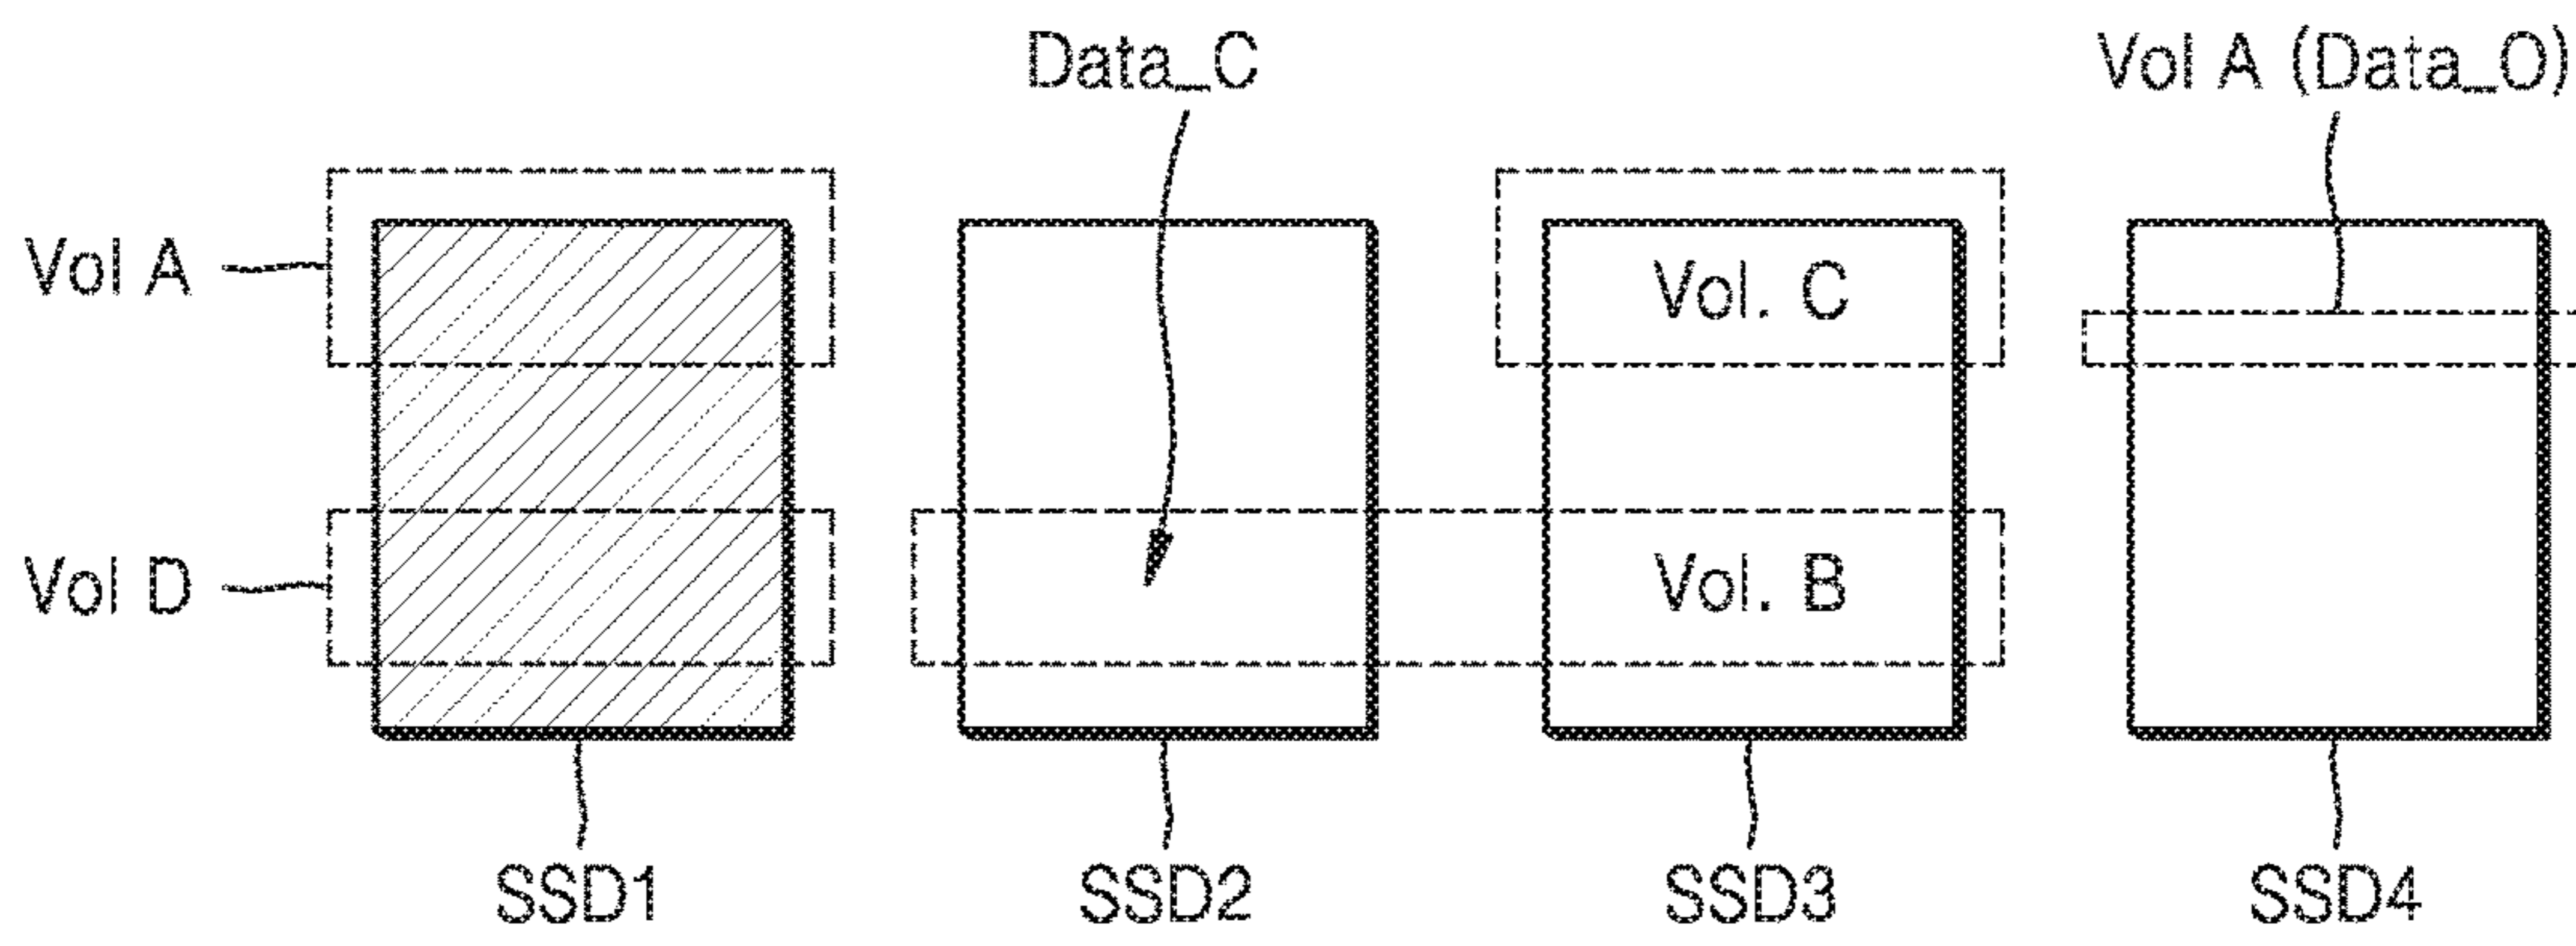 Data_C
Vol A (Data_O)
Vol A
Vol. C
Vol D
Vol. B
SSD1
SSD2
SSD3
SSD4